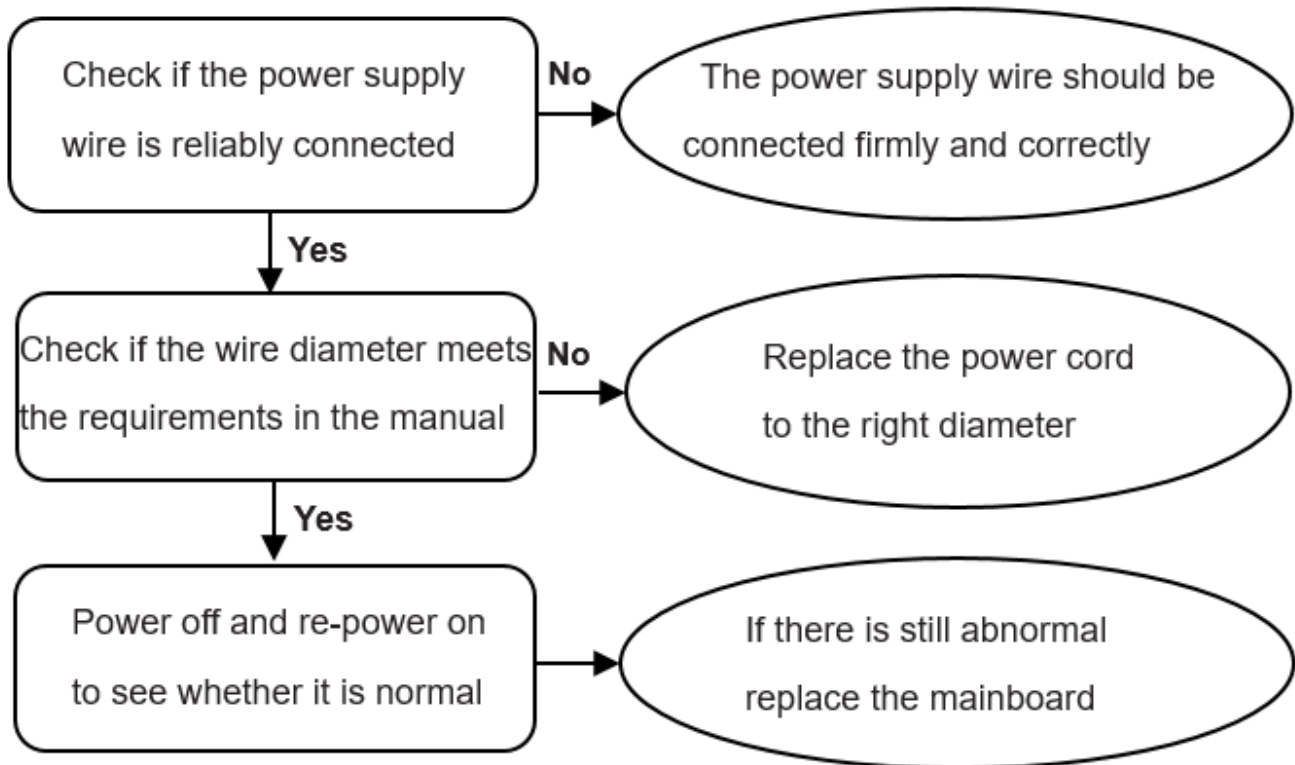 Check if the power supply
wire is reliably connected
No
The power supply wire should be
connected firmly and correctly
Yes
Check if the wire diameter meets
the requirements in the manual
No
Replace the power cord
to the right diameter
Yes
Power off and re-power on
to see whether it is normal
If there is still abnormal
replace the mainboard